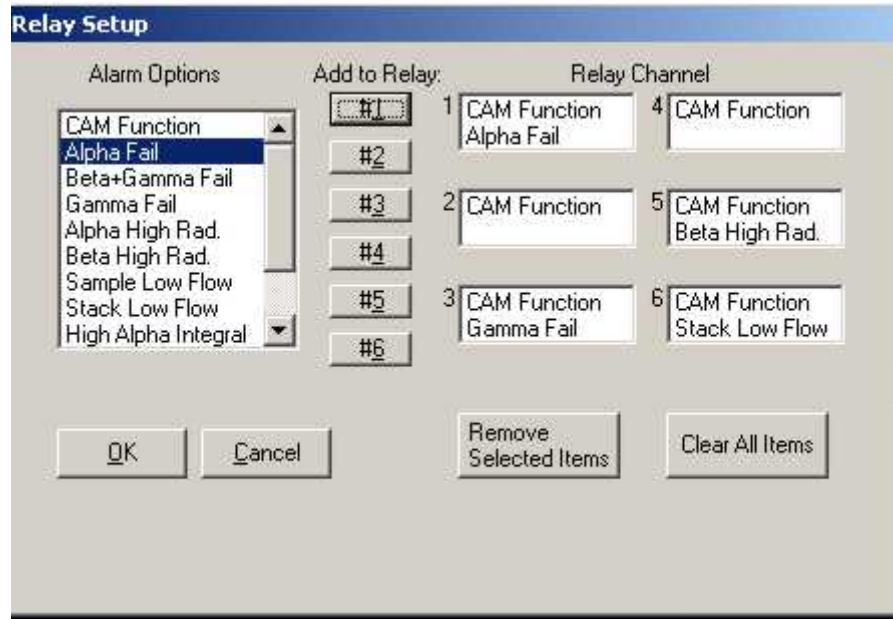 Relay Setup
Alarm Options
Add to Relay:
Relay Channel
CAM Function
Alpha Fail
Beta+Gamma Fail
Gamma Fail
Alpha High Rad.
Beta High Rad.
Sample Low Flow
Stack Low Flow
High Alpha Integral
#1
#2
#3
#4
#5
#6
1
CAM Function
Alpha Fail
2
CAM Function
3
CAM Function
Gamma Fail
4
CAM Function
5
CAM Function
Beta High Rad.
6
CAM Function
Stack Low Flow
OK
Cancel
Remove
Selected Items
Clear All Items